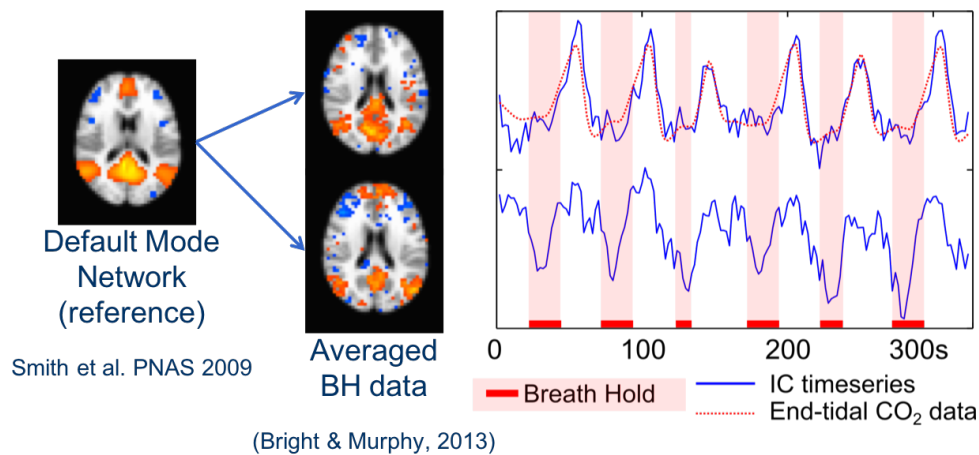 Default Mode
Network
(reference)
Smith et al. PNAS 2009
Averaged
BH data
(Bright & Murphy, 2013)
0 100 200 300s
Breath Hold
IC timeseries
End-tidal CO₂ data